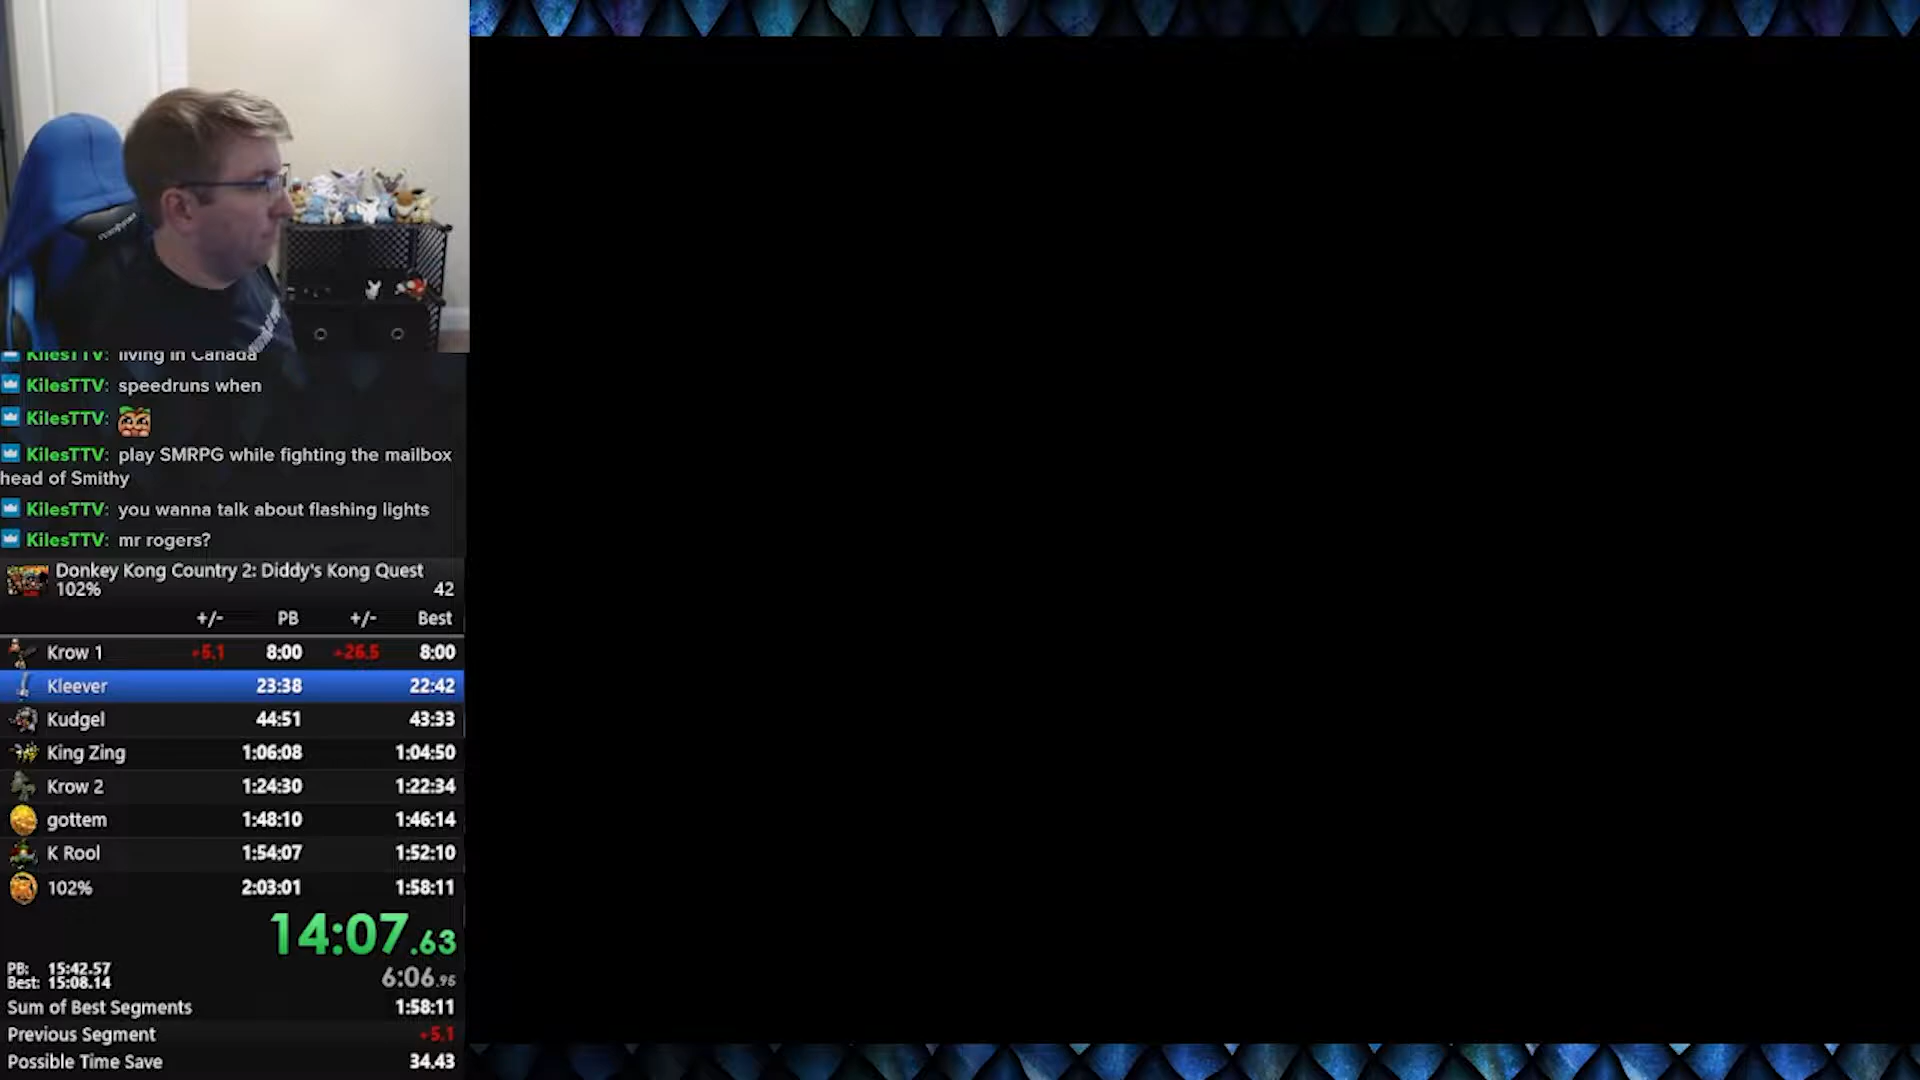 KilesTTV: living in Canada
KilesTTV: speedruns when
KilesTTV:
KilesTTV: play SMRPG while fighting the mailbox
head of Smithy
KilesTTV: you wanna talk about flashing lights
KilesTTV: mr rogers?
Donkey Kong Country 2: Diddy's Kong Quest
102% 42
+/- PB +/- Best
Krow 1 +5.1 8:00 +26.5 8:00
Kleever 23:38 22:42
Kudgel 44:51 43:33
King Zing 1:06:08 1:04:50
Krow 2 1:24:30 1:22:34
gottem 1:48:10 1:46:14
K Rool 1:54:07 1:52:10
102% 2:03:01 1:58:11
14:07.63
PB: 15:42.57
Best: 15:08.14
6:06.95
Sum of Best Segments 1:58:11
Previous Segment +5.1
Possible Time Save 34.43